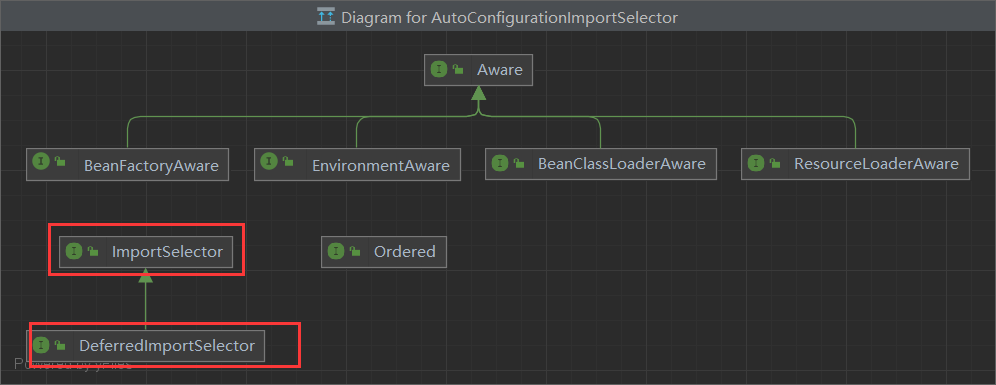 Diagram for AutoConfigurationImportSelector
Aware
BeanFactoryAware
EnvironmentAware
BeanClassLoaderAware
ResourceLoaderAware
ImportSelector
Ordered
DeferredImportSelector
Powered by yFiles